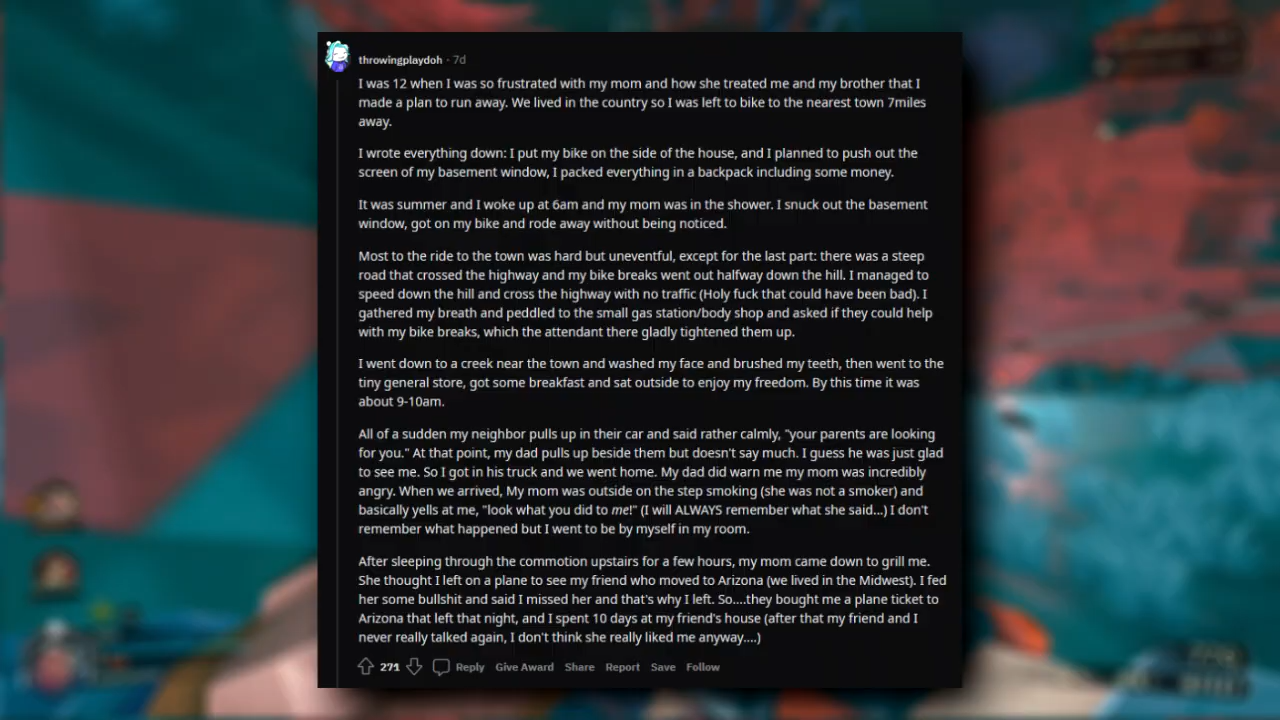 throwingplaydoh · 7d
I was 12 when I was so frustrated with my mom and how she treated me and my brother that I
made a plan to run away. We lived in the country so I was left to bike to the nearest town 7miles
away.
I wrote everything down: I put my bike on the side of the house, and I planned to push out the
screen of my basement window, I packed everything in a backpack including some money.
It was summer and I woke up at 6am and my mom was in the shower. I snuck out the basement
window, got on my bike and rode away without being noticed.
Most to the ride to the town was hard but uneventful, except for the last part: there was a steep
road that crossed the highway and my bike breaks went out halfway down the hill. I managed to
speed down the hill and cross the highway with no traffic (Holy fuck that could have been bad). I
gathered my breath and peddled to the small gas station/body shop and asked if they could help
with my bike breaks, which the attendant there gladly tightened them up.
I went down to a creek near the town and washed my face and brushed my teeth, then went to the
tiny general store, got some breakfast and sat outside to enjoy my freedom. By this time it was
about 9-10am.
All of a sudden my neighbor pulls up in their car and said rather calmly, "your parents are looking
for you." At that point, my dad pulls up beside them but doesn't say much. I guess he was just glad
to see me. So I got in his truck and we went home. My dad did warn me my mom was incredibly
angry. When we arrived, My mom was outside on the step smoking (she was not a smoker) and
basically yells at me, "look what you did to me!" (I will ALWAYS remember what she said...) I don't
remember what happened but I went to be by myself in my room.
After sleeping through the commotion upstairs for a few hours, my mom came down to grill me.
She thought I left on a plane to see my friend who moved to Arizona (we lived in the Midwest). I fed
her some bullshit and said I missed her and that's why I left. So....they bought me a plane ticket to
Arizona that left that night, and I spent 10 days at my friend's house (after that my friend and I
never really talked again, I don't think she really liked me anyway....)
271 Reply Give Award Share Report Save Follow